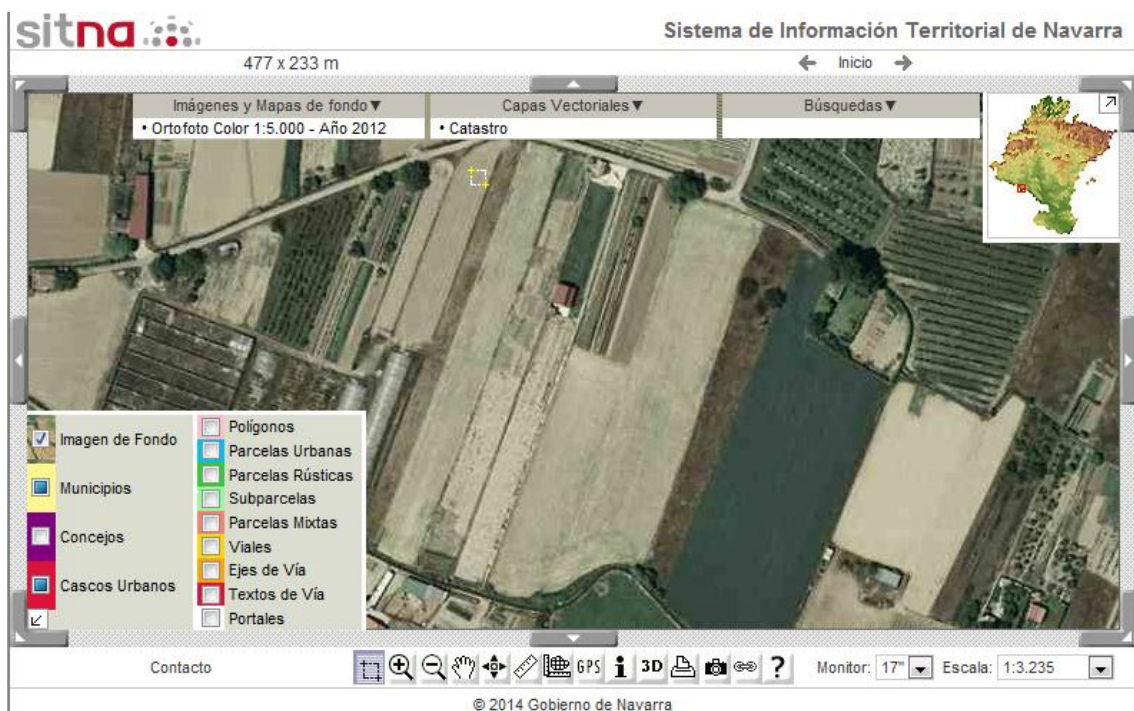 sitna
Sistema de Información Territorial de Navarra
477 x 233 m
Inicio
Imágenes y Mapas de fondo▼
Capas Vectoriales▼
Búsquedas▼
• Ortofoto Color 1:5.000 - Año 2012
• Catastro
Imagen de Fondo
Municipios
Concejos
Cascos Urbanos
Polígonos
Parcelas Urbanas
Parcelas Rústicas
Subparcelas
Parcelas Mixtas
Viales
Ejes de Vía
Textos de Vía
Portales
Contacto
GPS
i
3D
?
Monitor: 17"
Escala: 1:3.235
© 2014 Gobierno de Navarra